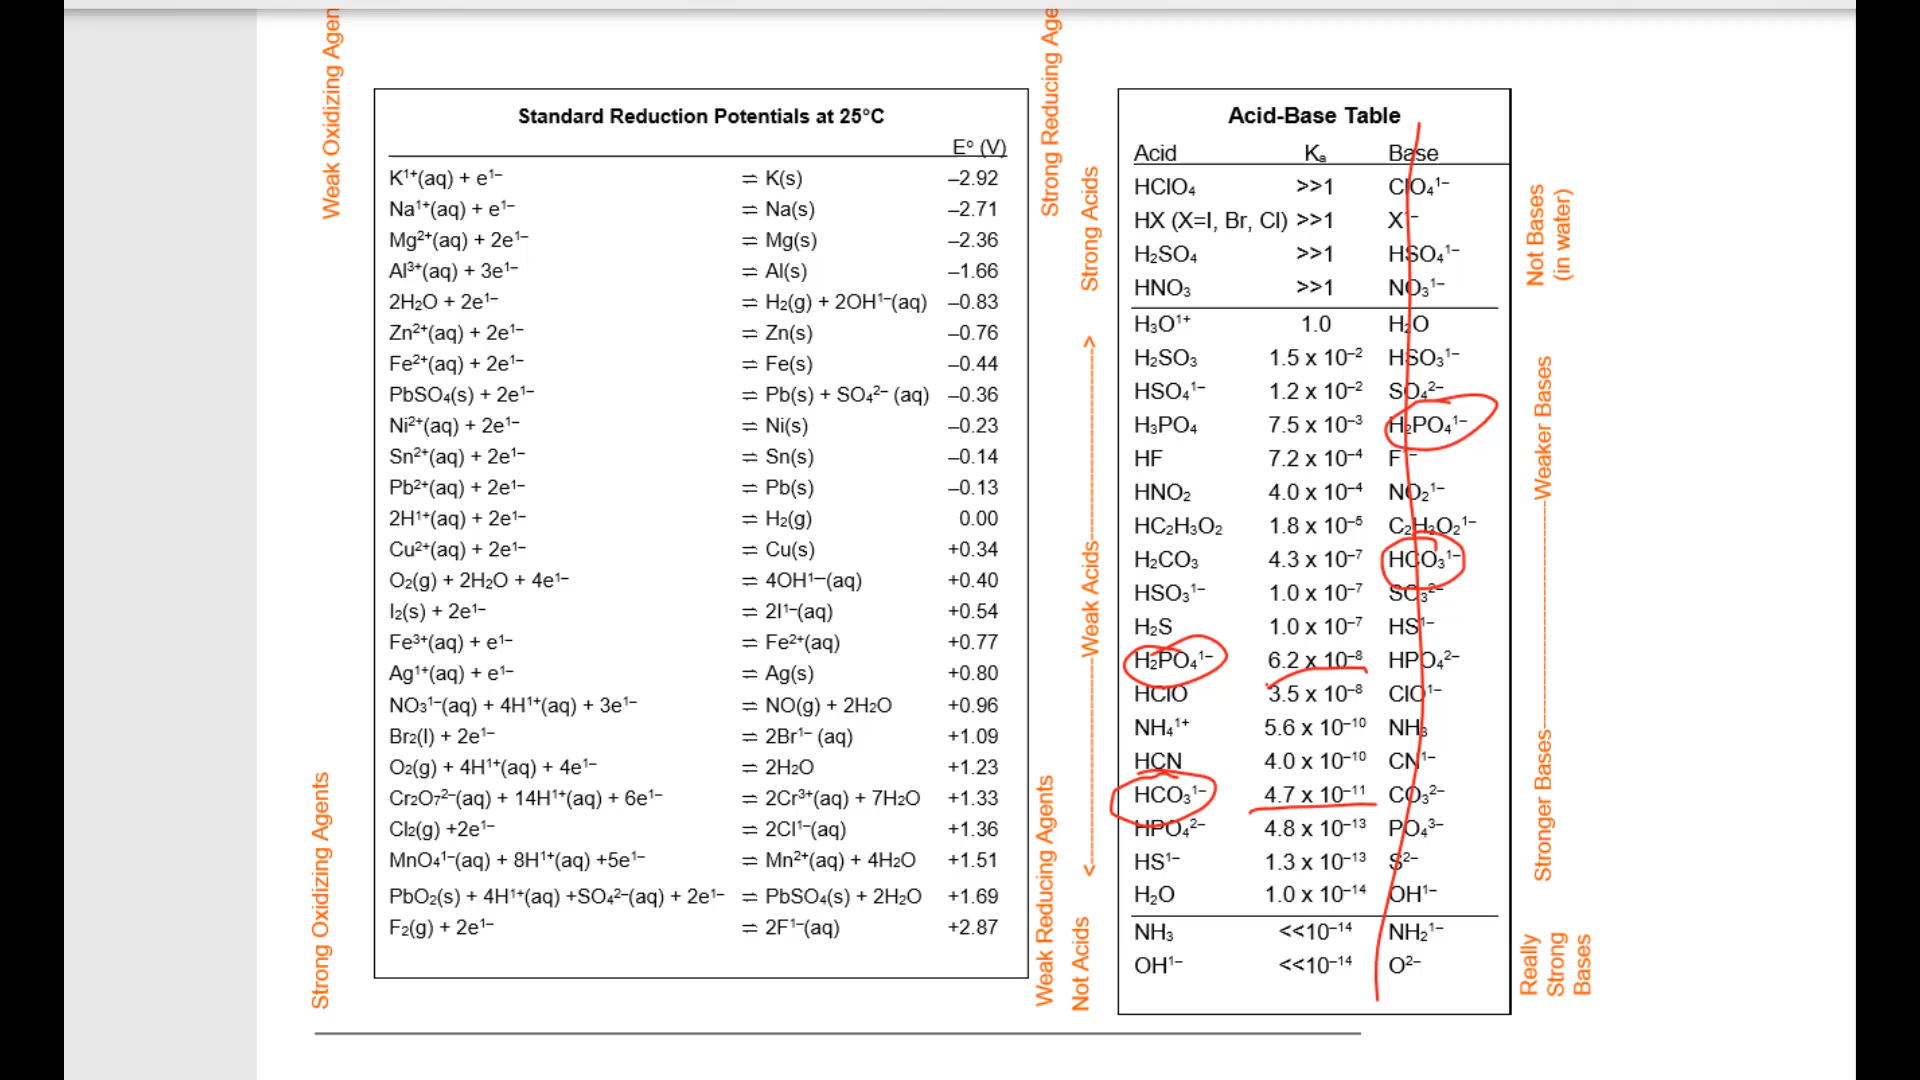 Weak Oxidizing Agen
Strong Oxidizing Agents
Standard Reduction Potentials at 25°C
E° (V)
K¹⁺(aq) + e¹⁻ ⇌ K(s) –2.92
Na¹⁺(aq) + e¹⁻ ⇌ Na(s) –2.71
Mg²⁺(aq) + 2e¹⁻ ⇌ Mg(s) –2.36
Al³⁺(aq) + 3e¹⁻ ⇌ Al(s) –1.66
2H₂O + 2e¹⁻ ⇌ H₂(g) + 2OH¹⁻(aq) –0.83
Zn²⁺(aq) + 2e¹⁻ ⇌ Zn(s) –0.76
Fe²⁺(aq) + 2e¹⁻ ⇌ Fe(s) –0.44
PbSO₄(s) + 2e¹⁻ ⇌ Pb(s) + SO₄²⁻ (aq) –0.36
Ni²⁺(aq) + 2e¹⁻ ⇌ Ni(s) –0.23
Sn²⁺(aq) + 2e¹⁻ ⇌ Sn(s) –0.14
Pb²⁺(aq) + 2e¹⁻ ⇌ Pb(s) –0.13
2H¹⁺(aq) + 2e¹⁻ ⇌ H₂(g) 0.00
Cu²⁺(aq) + 2e¹⁻ ⇌ Cu(s) +0.34
O₂(g) + 2H₂O + 4e¹⁻ ⇌ 4OH¹⁻(aq) +0.40
I₂(s) + 2e¹⁻ ⇌ 2I¹⁻(aq) +0.54
Fe³⁺(aq) + e¹⁻ ⇌ Fe²⁺(aq) +0.77
Ag¹⁺(aq) + e¹⁻ ⇌ Ag(s) +0.80
NO₃¹⁻(aq) + 4H¹⁺(aq) + 3e¹⁻ ⇌ NO(g) + 2H₂O +0.96
Br₂(l) + 2e¹⁻ ⇌ 2Br¹⁻ (aq) +1.09
O₂(g) + 4H¹⁺(aq) + 4e¹⁻ ⇌ 2H₂O +1.23
Cr₂O₇²⁻(aq) + 14H¹⁺(aq) + 6e¹⁻ ⇌ 2Cr³⁺(aq) + 7H₂O +1.33
Cl₂(g) +2e¹⁻ ⇌ 2Cl¹⁻(aq) +1.36
MnO₄¹⁻(aq) + 8H¹⁺(aq) +5e¹⁻ ⇌ Mn²⁺(aq) + 4H₂O +1.51
PbO₂(s) + 4H¹⁺(aq) +SO₄²⁻(aq) + 2e¹⁻ ⇌ PbSO₄(s) + 2H₂O +1.69
F₂(g) + 2e¹⁻ ⇌ 2F¹⁻(aq) +2.87
Strong Reducing Age
Weak Reducing Agents
Strong Acids
<----------Weak Acids---------->
Not Acids
Acid-Base Table
Acid Kₐ Base
HClO₄ >>1 ClO₄¹⁻
HX (X=I, Br, Cl) >>1 X¹⁻
H₂SO₄ >>1 HSO₄¹⁻
HNO₃ >>1 NO₃¹⁻
H₃O¹⁺ 1.0 H₂O
H₂SO₃ 1.5 x 10⁻² HSO₃¹⁻
HSO₄¹⁻ 1.2 x 10⁻² SO₄²⁻
H₃PO₄ 7.5 x 10⁻³ H₂PO₄¹⁻
HF 7.2 x 10⁻⁴ F¹⁻
HNO₂ 4.0 x 10⁻⁴ NO₂¹⁻
HC₂H₃O₂ 1.8 x 10⁻⁵ C₂H₃O₂¹⁻
H₂CO₃ 4.3 x 10⁻⁷ HCO₃¹⁻
HSO₃¹⁻ 1.0 x 10⁻⁷ SO₃²⁻
H₂S 1.0 x 10⁻⁷ HS¹⁻
H₂PO₄¹⁻ 6.2 x 10⁻⁸ HPO₄²⁻
HClO 3.5 x 10⁻⁸ ClO¹⁻
NH₄¹⁺ 5.6 x 10⁻¹⁰ NH₃
HCN 4.0 x 10⁻¹⁰ CN¹⁻
HCO₃¹⁻ 4.7 x 10⁻¹¹ CO₃²⁻
HPO₄²⁻ 4.8 x 10⁻¹³ PO₄³⁻
HS¹⁻ 1.3 x 10⁻¹³ S²⁻
H₂O 1.0 x 10⁻¹⁴ OH¹⁻
NH₃ <<10⁻¹⁴ NH₂¹⁻
OH¹⁻ <<10⁻¹⁴ O²⁻
Not Bases
(in water)
Stronger Bases----------Weaker Bases
Really
Strong
Bases